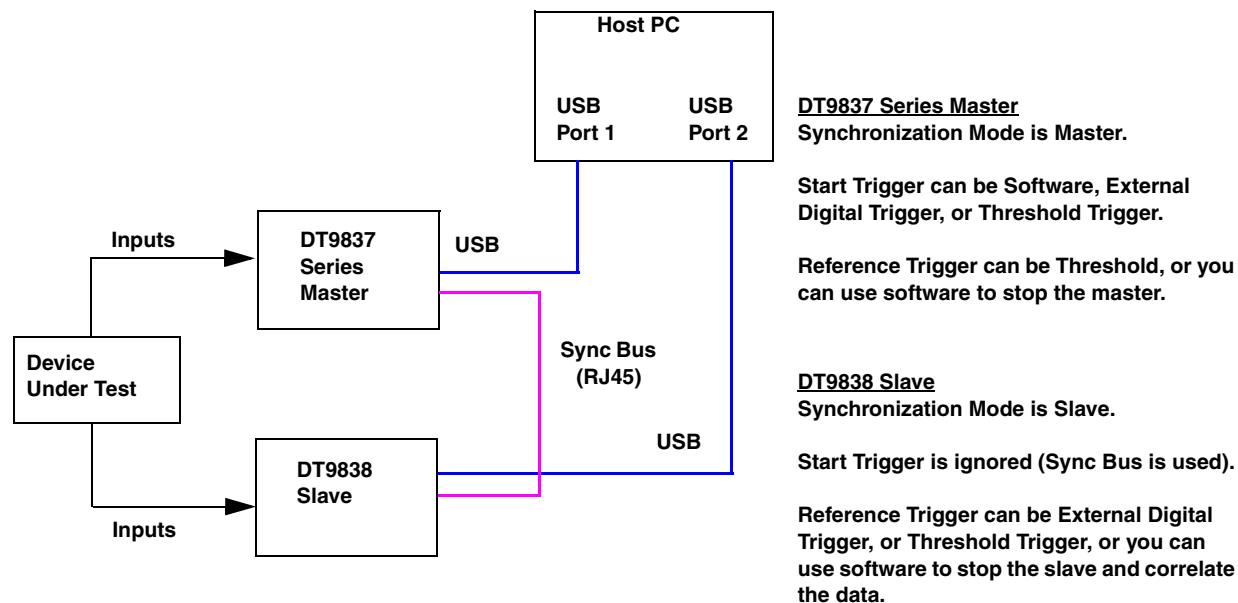 Host PC
USB
Port 1
USB
Port 2
DT9837
Series
Master
USB
Inputs
Device
Under Test
Sync Bus
(RJ45)
USB
DT9838
Slave
Inputs
DT9837 Series Master
Synchronization Mode is Master.
Start Trigger can be Software, External
Digital Trigger, or Threshold Trigger.
Reference Trigger can be Threshold, or you
can use software to stop the master.
DT9838 Slave
Synchronization Mode is Slave.
Start Trigger is ignored (Sync Bus is used).
Reference Trigger can be External Digital
Trigger, or Threshold Trigger, or you can
use software to stop the slave and correlate
the data.